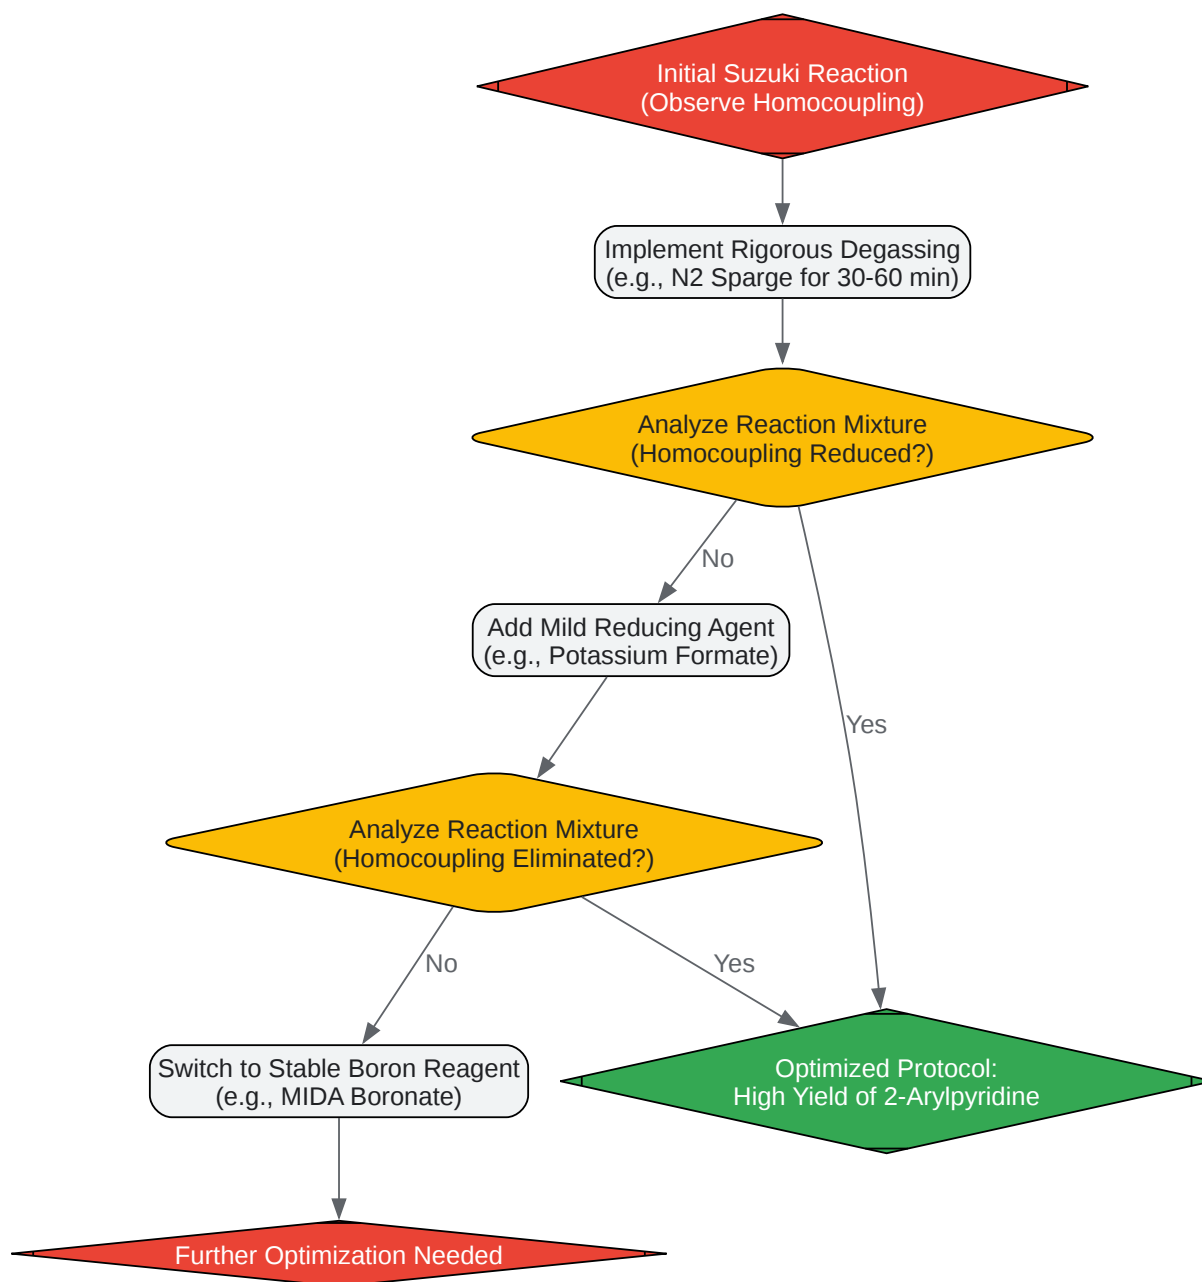 Initial Suzuki Reaction
(Observe Homocoupling)
Implement Rigorous Degassing
(e.g., N2 Sparge for 30-60 min)
Analyze Reaction Mixture
(Homocoupling Reduced?)
No
Add Mild Reducing Agent
(e.g., Potassium Formate)
Yes
Analyze Reaction Mixture
(Homocoupling Eliminated?)
No
Yes
Switch to Stable Boron Reagent
(e.g., MIDA Boronate)
Optimized Protocol:
High Yield of 2-Arylpyridine
Further Optimization Needed